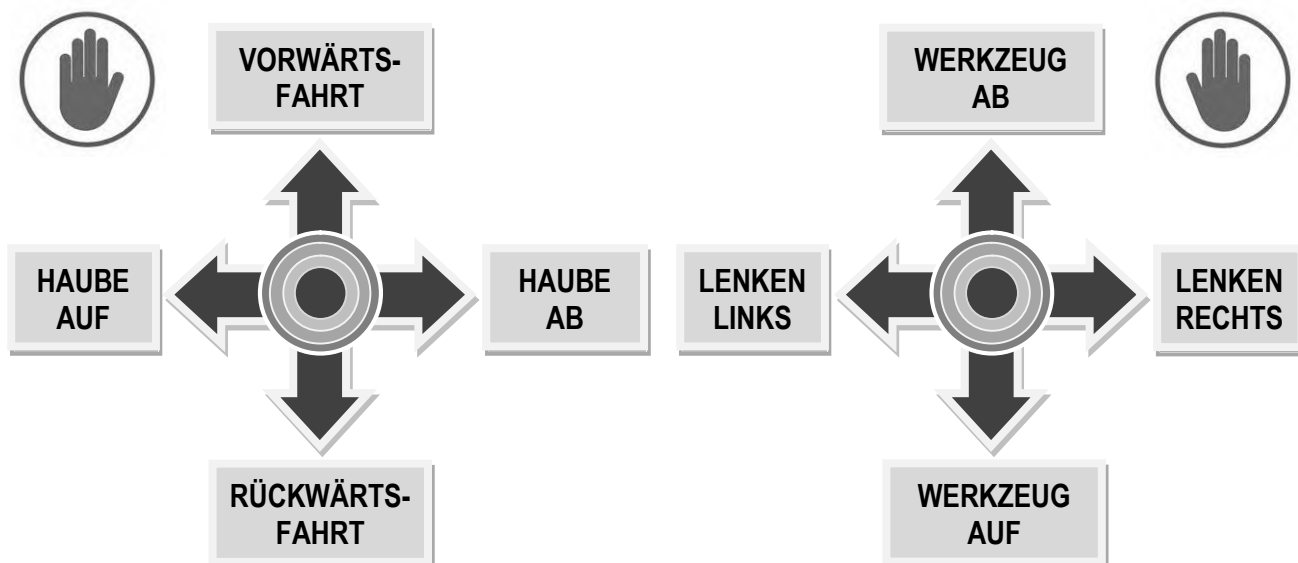 VORWÄRTS-
FAHRT
WERKZEUG
AB
HAUBE
AUF
HAUBE
AB
LENKEN
LINKS
LENKEN
RECHTS
RÜCKWÄRTS-
FAHRT
WERKZEUG
AUF